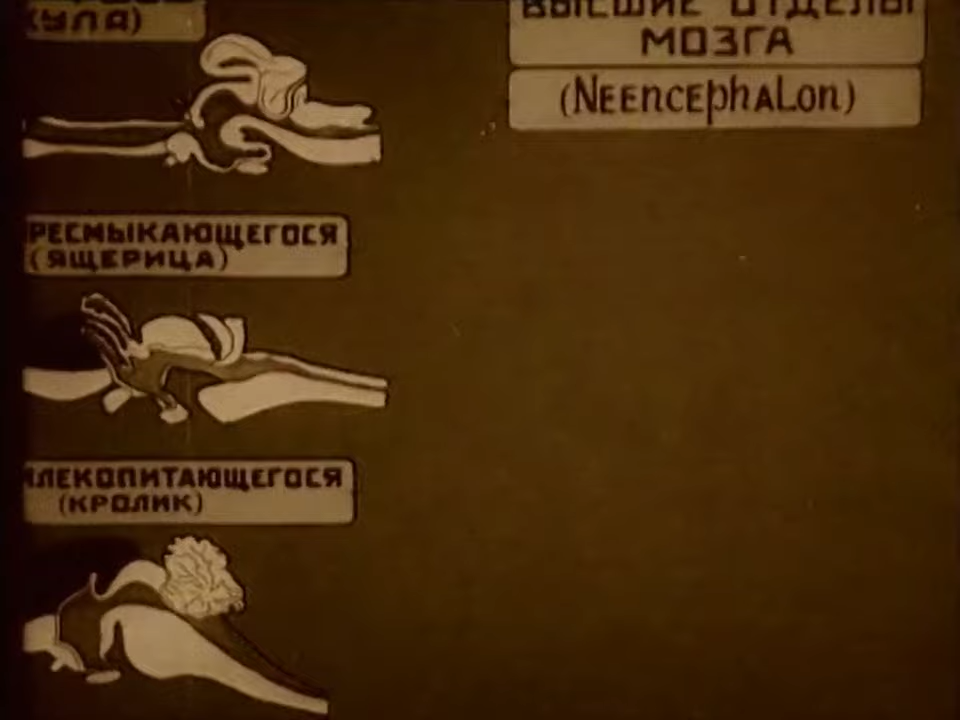 КУЛА)
ВЫСШИЕ ОТДЕЛЫ
МОЗГА
(NEEncEphALon)
РЕСМЫКАЮЩЕГОСЯ
(ЯЩЕРИЦА)
ЛЕКОПИТАЮЩЕГОСЯ
(КРОЛИК)